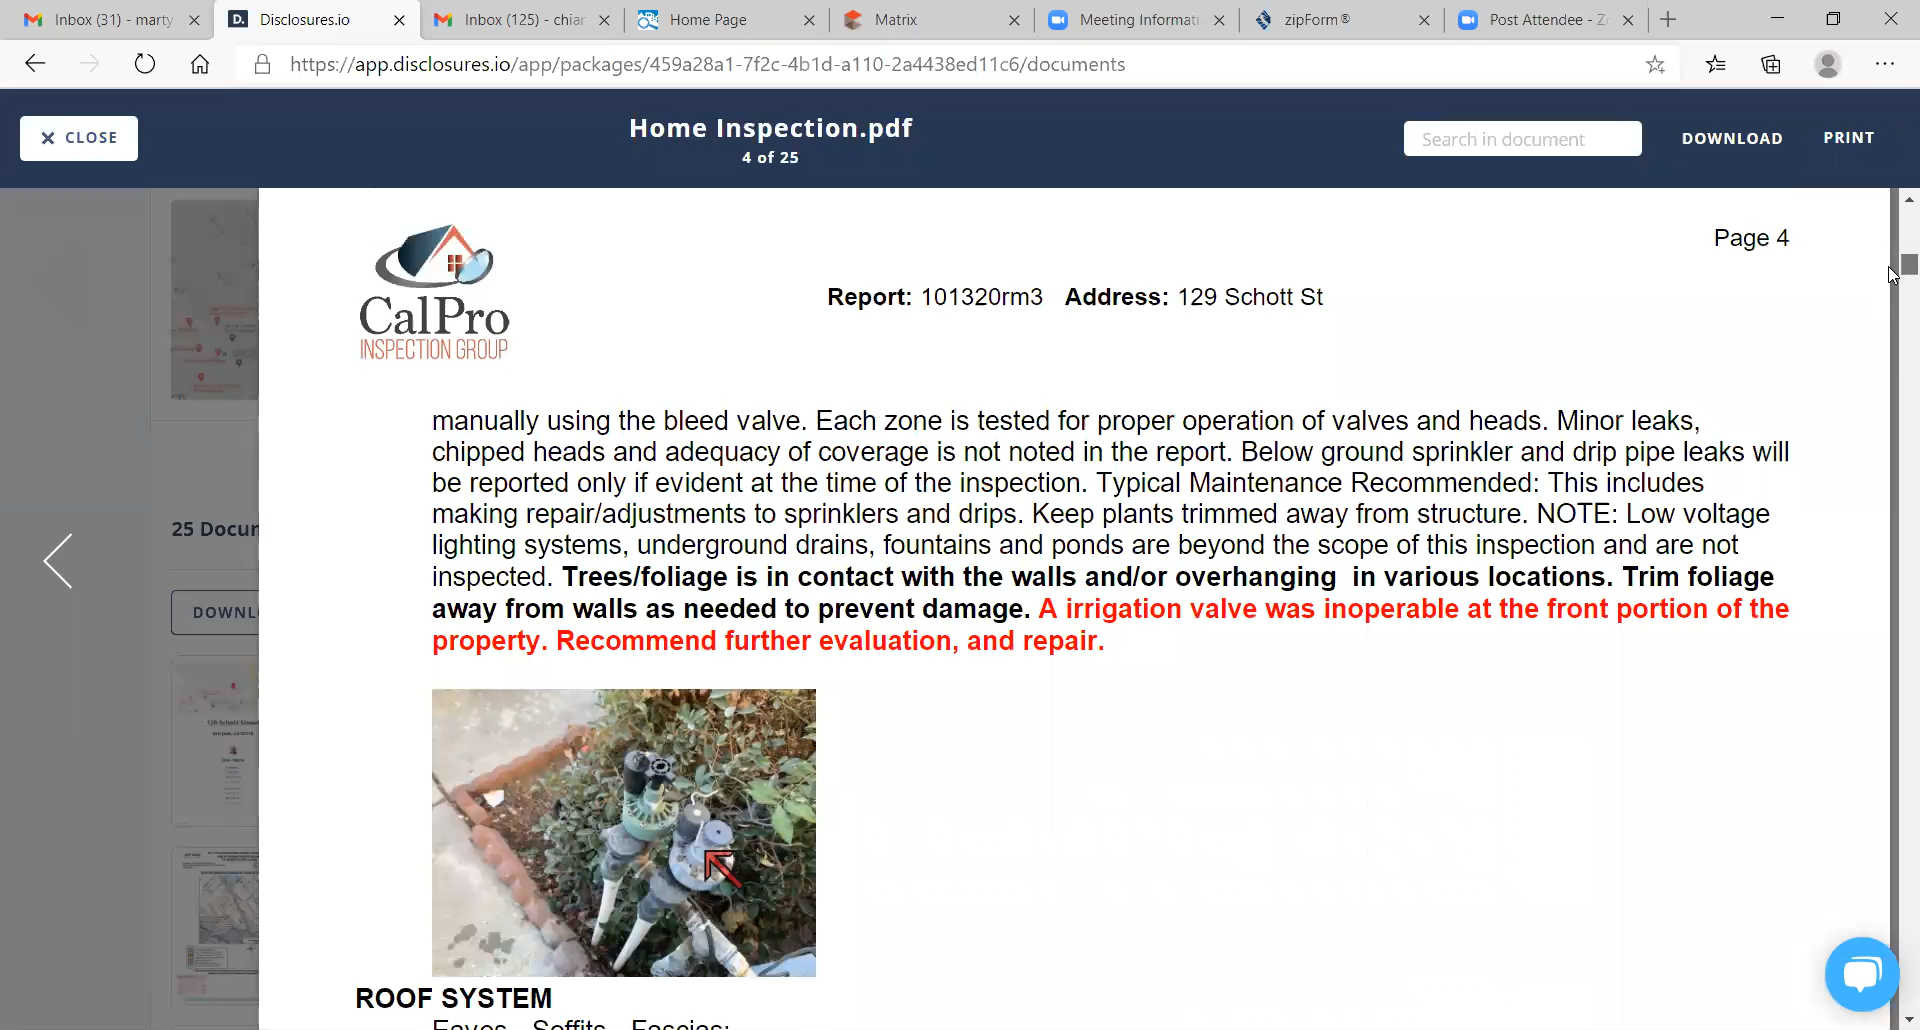 Inbox (31) - marty
Disclosures.io
Inbox (125) - chiar
Home Page
Matrix
Meeting Informati
zipForm®
Post Attendee - Zo
https://app.disclosures.io/app/packages/459a28a1-7f2c-4b1d-a110-2a4438ed11c6/documents
CLOSE
Home Inspection.pdf
4 of 25
Search in document
DOWNLOAD
PRINT
Page 4
CalPro
INSPECTION GROUP
Report: 101320rm3 Address: 129 Schott St
manually using the bleed valve. Each zone is tested for proper operation of valves and heads. Minor leaks,
chipped heads and adequacy of coverage is not noted in the report. Below ground sprinkler and drip pipe leaks will
be reported only if evident at the time of the inspection. Typical Maintenance Recommended: This includes
making repair/adjustments to sprinklers and drips. Keep plants trimmed away from structure. NOTE: Low voltage
lighting systems, underground drains, fountains and ponds are beyond the scope of this inspection and are not
inspected. Trees/foliage is in contact with the walls and/or overhanging in various locations. Trim foliage
away from walls as needed to prevent damage. A irrigation valve was inoperable at the front portion of the
property. Recommend further evaluation, and repair.
25 Docur
DOWNL
ROOF SYSTEM
Eaves - Soffits - Fascias: